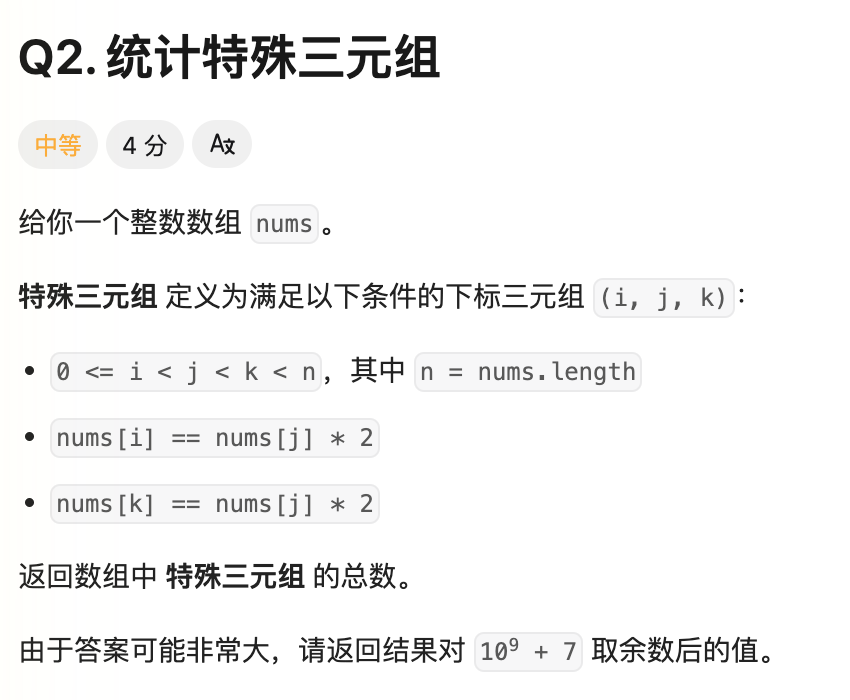 Q2. 统计特殊三元组
中等 4 分
给你一个整数数组 nums 。
特殊三元组 定义为满足以下条件的下标三元组 (i, j, k)：
• 0 <= i < j < k < n，其中 n = nums.length
• nums[i] == nums[j] * 2
• nums[k] == nums[j] * 2
返回数组中 特殊三元组 的总数。
由于答案可能非常大，请返回结果对 10⁹ + 7 取余数后的值。